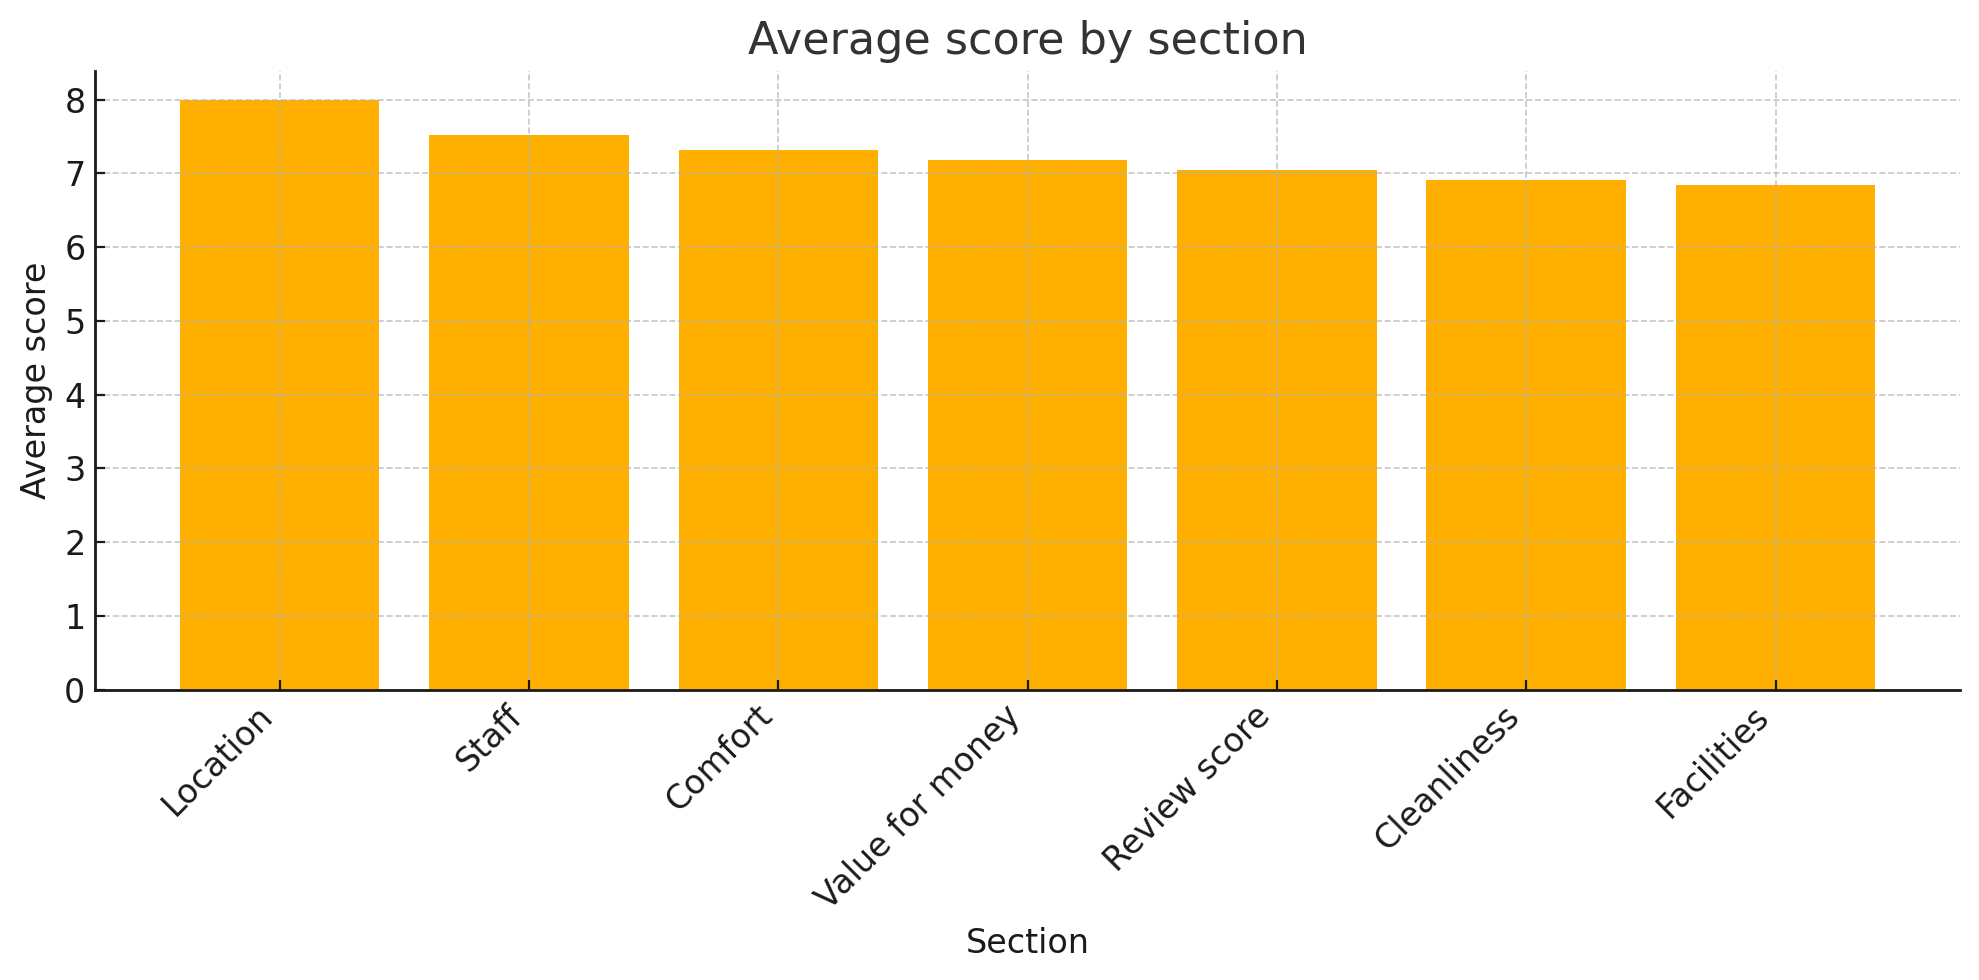 Average score by section
Average score
8
7
6
5
4
3
2
1
0
Location
Staff
Comfort
Value for money
Review score
Cleanliness
Facilities
Section